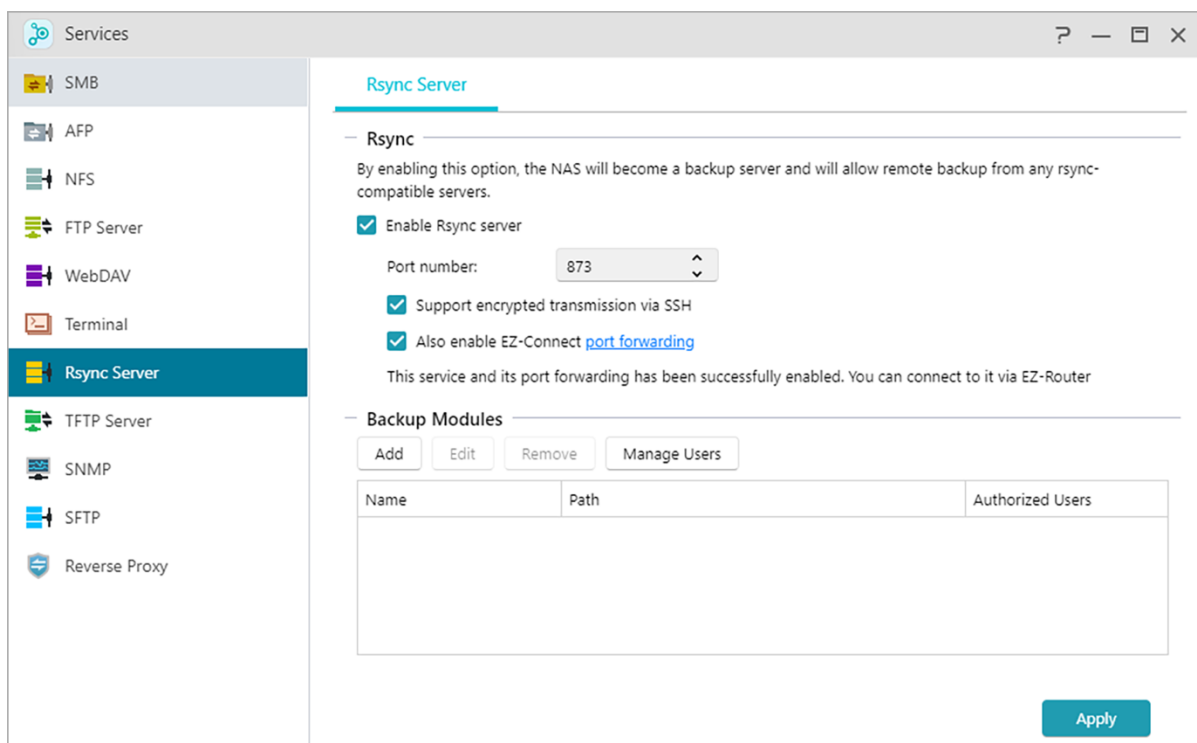 Services
SMB
AFP
NFS
FTP Server
WebDAV
Terminal
Rsync Server
TFTP Server
SNMP
SFTP
Reverse Proxy
Rsync Server
Rsync
By enabling this option, the NAS will become a backup server and will allow remote backup from any rsync-
compatible servers.
Enable Rsync server
Port number: 873
Support encrypted transmission via SSH
Also enable EZ-Connect port forwarding
This service and its port forwarding has been successfully enabled. You can connect to it via EZ-Router
Backup Modules
Add Edit Remove Manage Users
Name Path Authorized Users
Apply